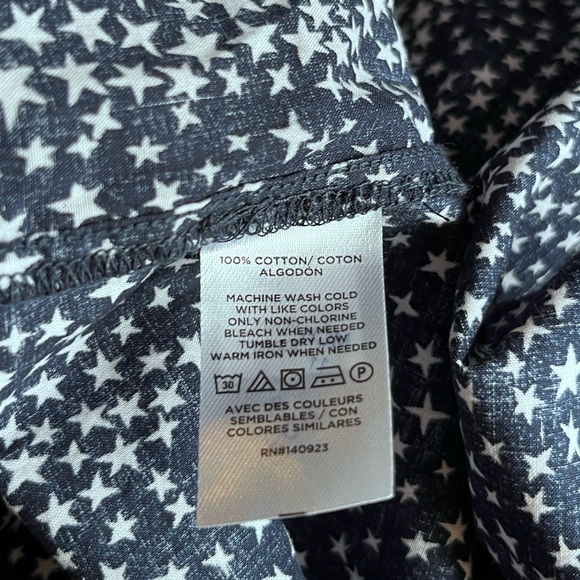 100% COTTON/ COTON
ALGODÓN
MACHINE WASH COLD
WITH LIKE COLORS
ONLY NON-CHLORINE
BLEACH WHEN NEEDED
TUMBLE DRY LOW
WARM IRON WHEN NEEDED
30 P
AVEC DES COULEURS
SEMBLABLES / CON
COLORES SIMILARES
RN#140923